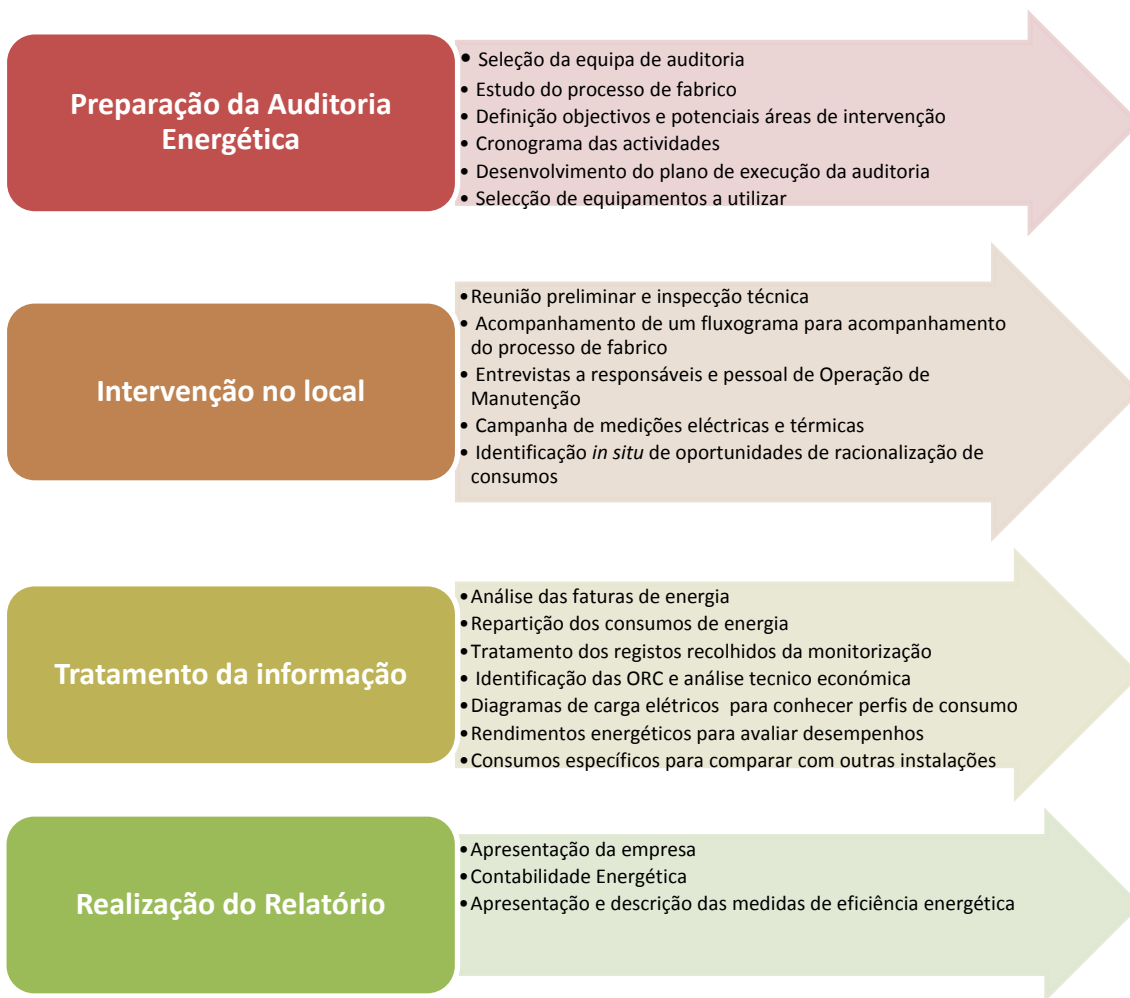 Preparação da Auditoria
Energética
• Seleção da equipa de auditoria
• Estudo do processo de fabrico
• Definição objectivos e potenciais áreas de intervenção
• Cronograma das actividades
• Desenvolvimento do plano de execução da auditoria
• Selecção de equipamentos a utilizar
Intervenção no local
• Reunião preliminar e inspecção técnica
• Acompanhamento de um fluxograma para acompanhamento
do processo de fabrico
• Entrevistas a responsáveis e pessoal de Operação de
Manutenção
• Campanha de medições eléctricas e térmicas
• Identificação in situ de oportunidades de racionalização de
consumos
Tratamento da informação
• Análise das faturas de energia
• Repartição dos consumos de energia
• Tratamento dos registos recolhidos da monitorização
• Identificação das ORC e análise tecnico económica
• Diagramas de carga elétricos para conhecer perfis de consumo
• Rendimentos energéticos para avaliar desempenhos
• Consumos específicos para comparar com outras instalações
Realização do Relatório
• Apresentação da empresa
• Contabilidade Energética
• Apresentação e descrição das medidas de eficiência energética